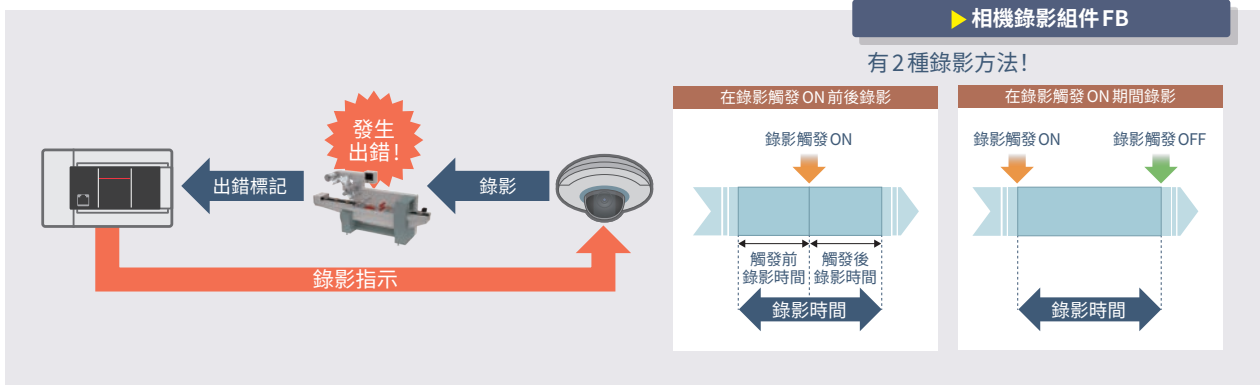 ▶相機錄影組件FB
有2種錄影方法!
發生
出錯!
出錯標記
錄影
錄影指示
在錄影觸發ON前後錄影
錄影觸發ON
觸發前
錄影時間
觸發後
錄影時間
錄影時間
在錄影觸發ON期間錄影
錄影觸發ON
錄影觸發OFF
錄影時間